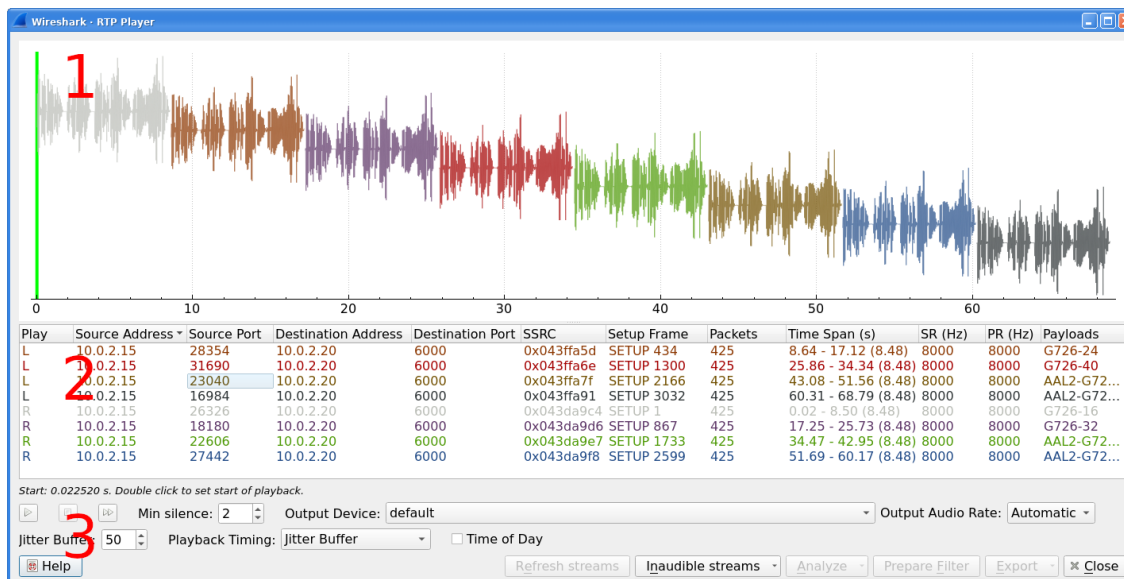 Wireshark · RTP Player
1
0 10 20 30 40 50 60
Play Source Address Source Port Destination Address Destination Port SSRC Setup Frame Packets Time Span (s) SR (Hz) PR (Hz) Payloads
L 10.0.2.15 28354 10.0.2.20 6000 0x043ffa5d SETUP 434 425 8.64 - 17.12 (8.48) 8000 8000 G726-24
L 10.0.2.15 31690 10.0.2.20 6000 0x043ffa6e SETUP 1300 425 25.86 - 34.34 (8.48) 8000 8000 G726-40
L 10.0.2.15 23040 10.0.2.20 6000 0x043ffa7f SETUP 2166 425 43.08 - 51.56 (8.48) 8000 8000 AAL2-G72...
2
L 10.0.2.15 16984 10.0.2.20 6000 0x043ffa91 SETUP 3032 425 60.31 - 68.79 (8.48) 8000 8000 AAL2-G72...
R 10.0.2.15 26326 10.0.2.20 6000 0x043da9c4 SETUP 1 425 0.02 - 8.50 (8.48) 8000 8000 G726-16
R 10.0.2.15 18180 10.0.2.20 6000 0x043da9d6 SETUP 867 425 17.25 - 25.73 (8.48) 8000 8000 G726-32
R 10.0.2.15 22606 10.0.2.20 6000 0x043da9e7 SETUP 1733 425 34.47 - 42.95 (8.48) 8000 8000 AAL2-G72...
R 10.0.2.15 27442 10.0.2.20 6000 0x043da9f8 SETUP 2599 425 51.69 - 60.17 (8.48) 8000 8000 AAL2-G72...
Start: 0.022520 s. Double click to set start of playback.
Min silence: 2 Output Device: default Output Audio Rate: Automatic
3
Jitter Buffer: 50 Playback Timing: Jitter Buffer Time of Day
Help Refresh streams Inaudible streams Analyze Prepare Filter Export Close